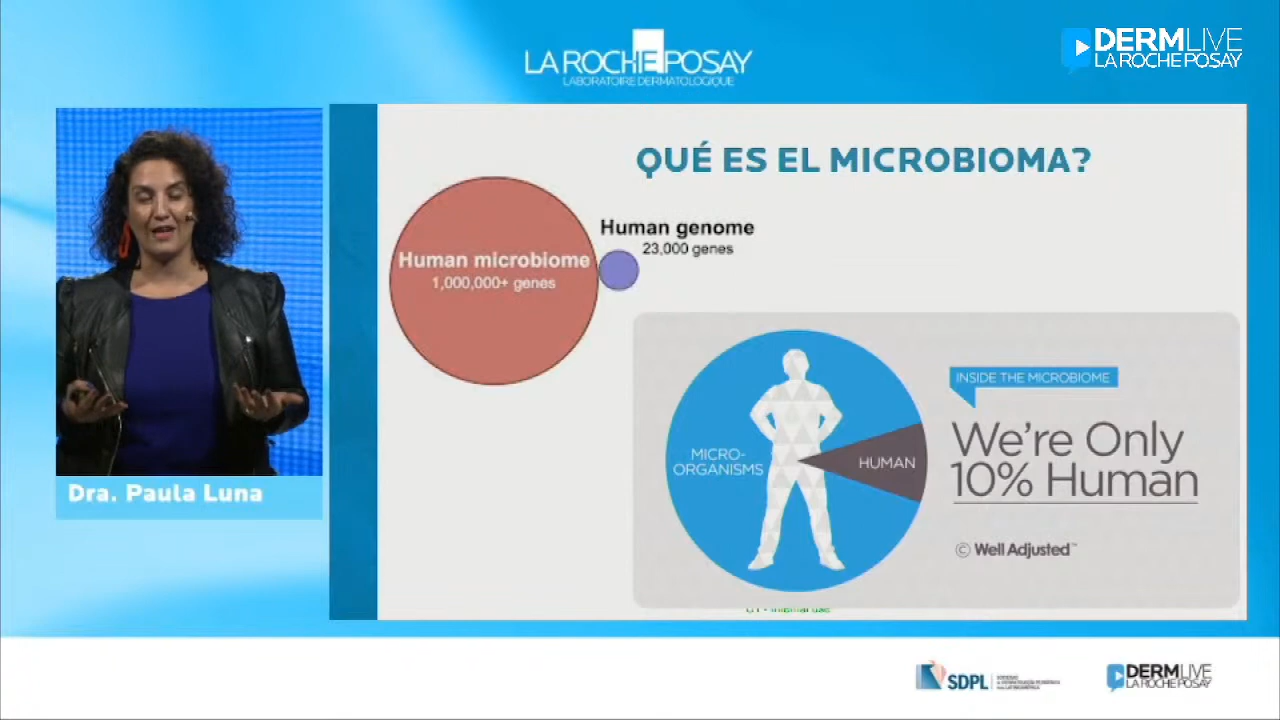 LA ROCHE POSAY
LABORATOIRE DERMATOLOGIQUE
DERMLIVE
LA ROCHE POSAY
QUÉ ES EL MICROBIOMA?
Human genome
23,000 genes
Human microbiome
1,000,000+ genes
INSIDE THE MICROBIOME
We're Only
10% Human
MICRO-
ORGANISMS
HUMAN
© Well Adjusted™
Dra. Paula Luna
SDPL
DERMLIVE
LA ROCHE POSAY